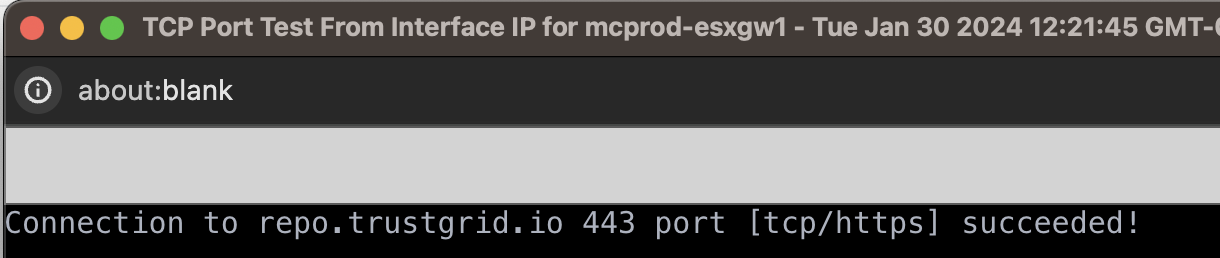 TCP Port Test From Interface IP for mcprod-esxgw1 - Tue Jan 30 2024 12:21:45 GMT-
about:blank
Connection to repo.trustgrid.io 443 port [tcp/https] succeeded!